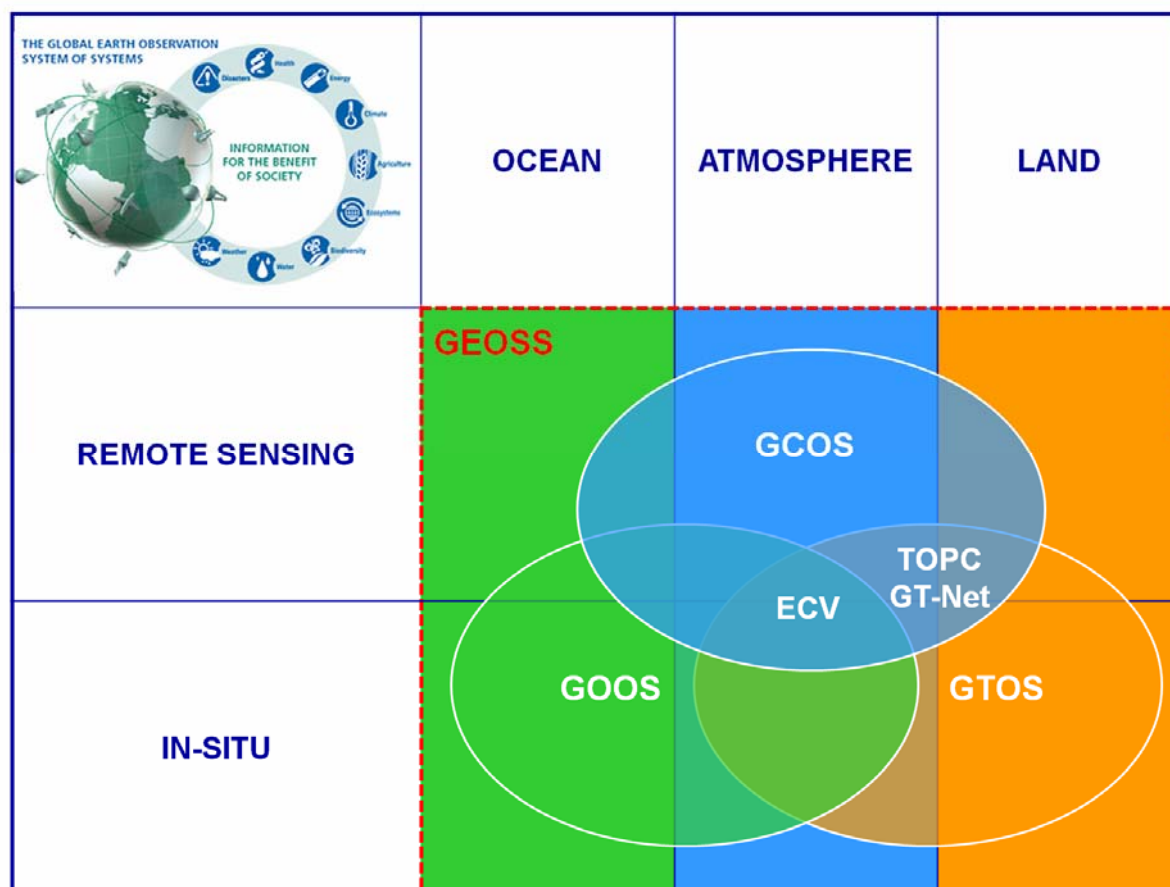 THE GLOBAL EARTH OBSERVATION
SYSTEM OF SYSTEMS
Disasters
Health
Energy
Climate
Agriculture
Ecosystems
Biodiversity
Water
Weather
INFORMATION
FOR THE BENEFIT
OF SOCIETY
OCEAN
ATMOSPHERE
LAND
REMOTE SENSING
GEOSS
GCOS
TOPC
GT-Net
ECV
IN-SITU
GOOS
GTOS